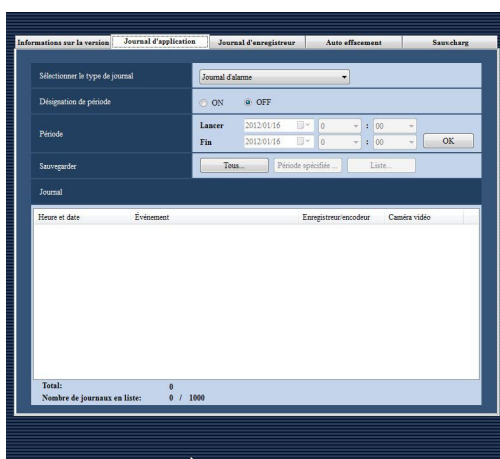 Informations sur la version Journal d'application Journal d'enregistreur Auto effacement Sauv.charg
Sélectionner le type de journal Journal d'alarme
Désignation de période ON OFF
Période Lancer 2012/01/16 0 : 00
Fin 2012/01/16 0 : 00 OK
Sauvegarder Tous... Période spécifiée ... Liste...
Journal
Heure et date Événement Enregistreur/encodeur Caméra vidéo
Total: 0
Nombre de journaux en liste: 0 / 1000